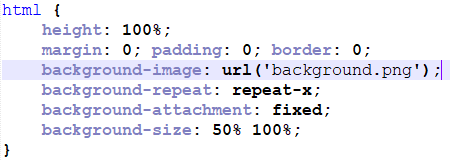 html {
height: 100%;
margin: 0; padding: 0; border: 0;
background-image: url('background.png');
background-repeat: repeat-x;
background-attachment: fixed;
background-size: 50% 100%;
}